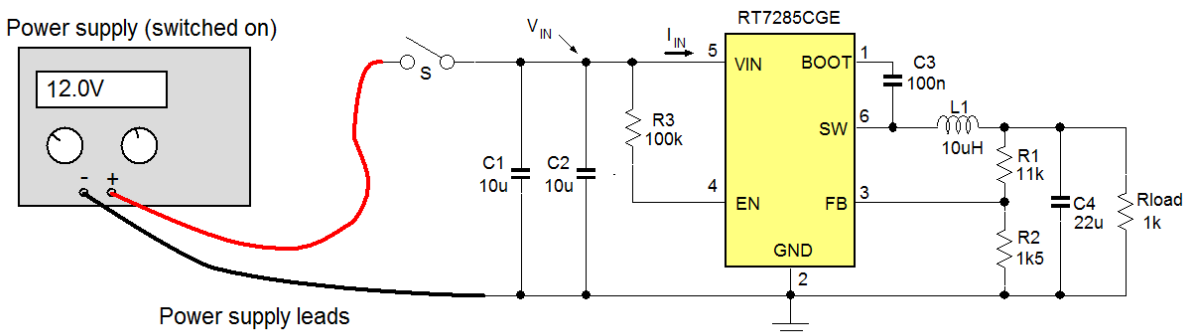 RT7285CGE
Power supply (switched on)
VIN
IIN
12.0V
S
5
VIN
BOOT
1
C3
100n
R3
100k
SW
6
L1
10uH
C1
10u
C2
10u
R1
11k
- +
4
EN
FB
3
C4
22u
Rload
1k
R2
1k5
GND
2
Power supply leads